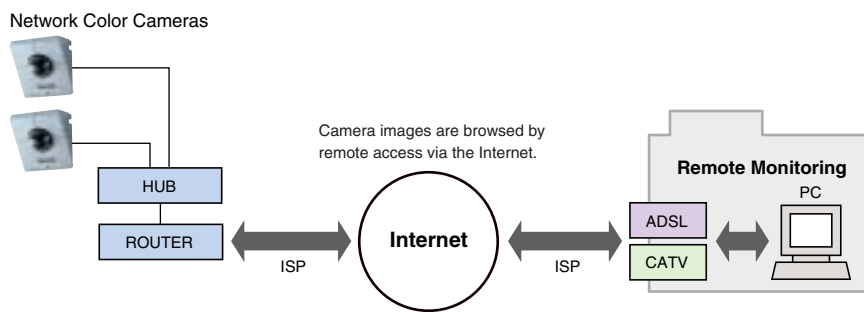 Network Color Cameras
Camera images are browsed by
remote access via the Internet.
HUB
ROUTER
ISP
Internet
ISP
Remote Monitoring
PC
ADSL
CATV